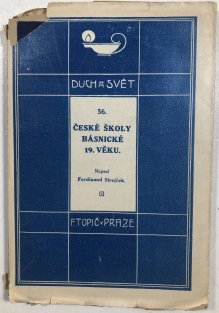 DUCH A SVĚT
56.
ČESKÉ ŠKOLY
BÁSNICKÉ
19. VĚKU.
Napsal
Ferdinand Strejček
F. TOPIČ V PRAZE